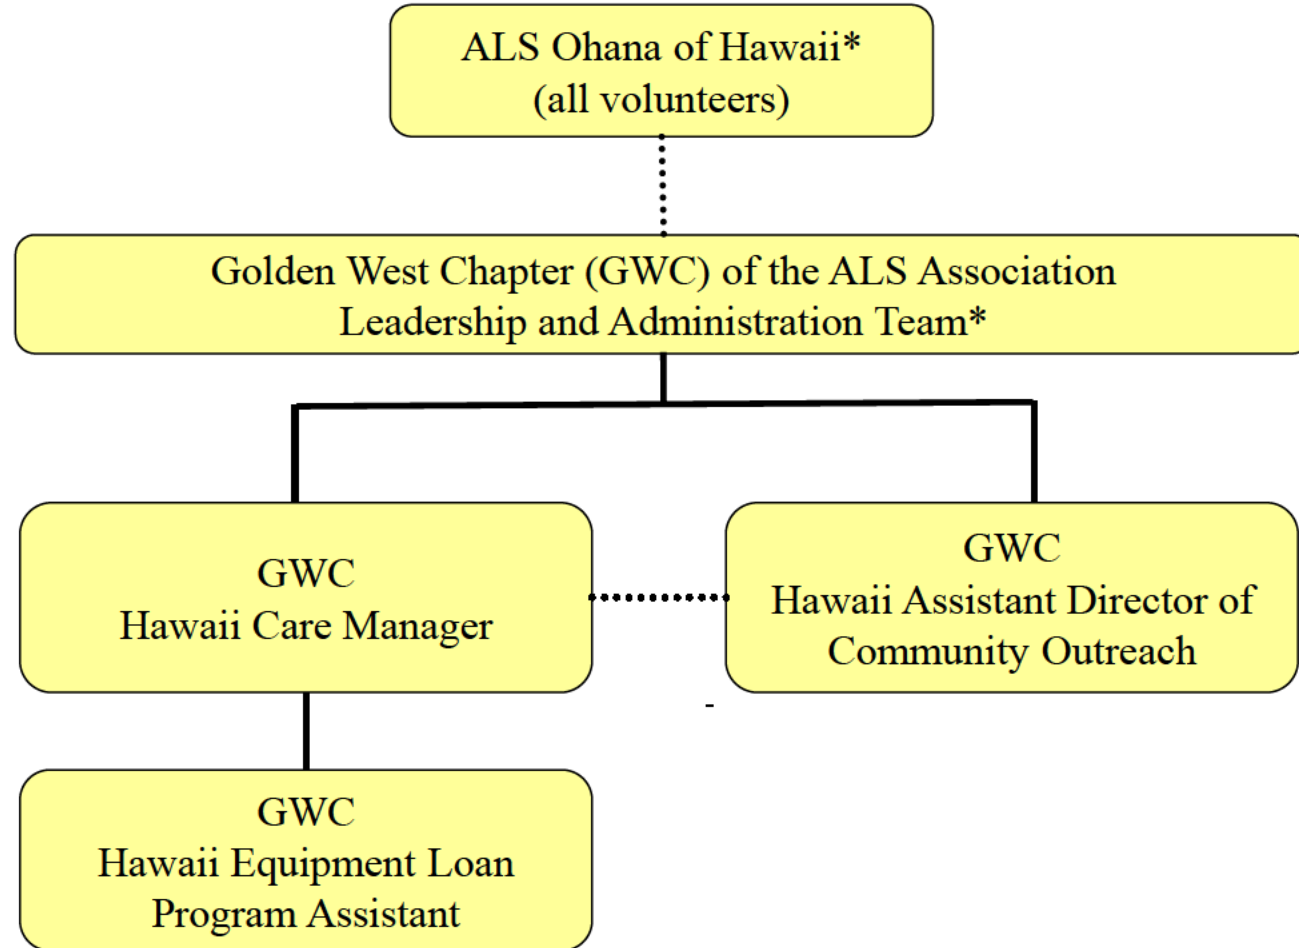 ALS Ohana of Hawaii*
(all volunteers)
Golden West Chapter (GWC) of the ALS Association
Leadership and Administration Team*
GWC
Hawaii Care Manager
GWC
Hawaii Assistant Director of
Community Outreach
-
GWC
Hawaii Equipment Loan
Program Assistant